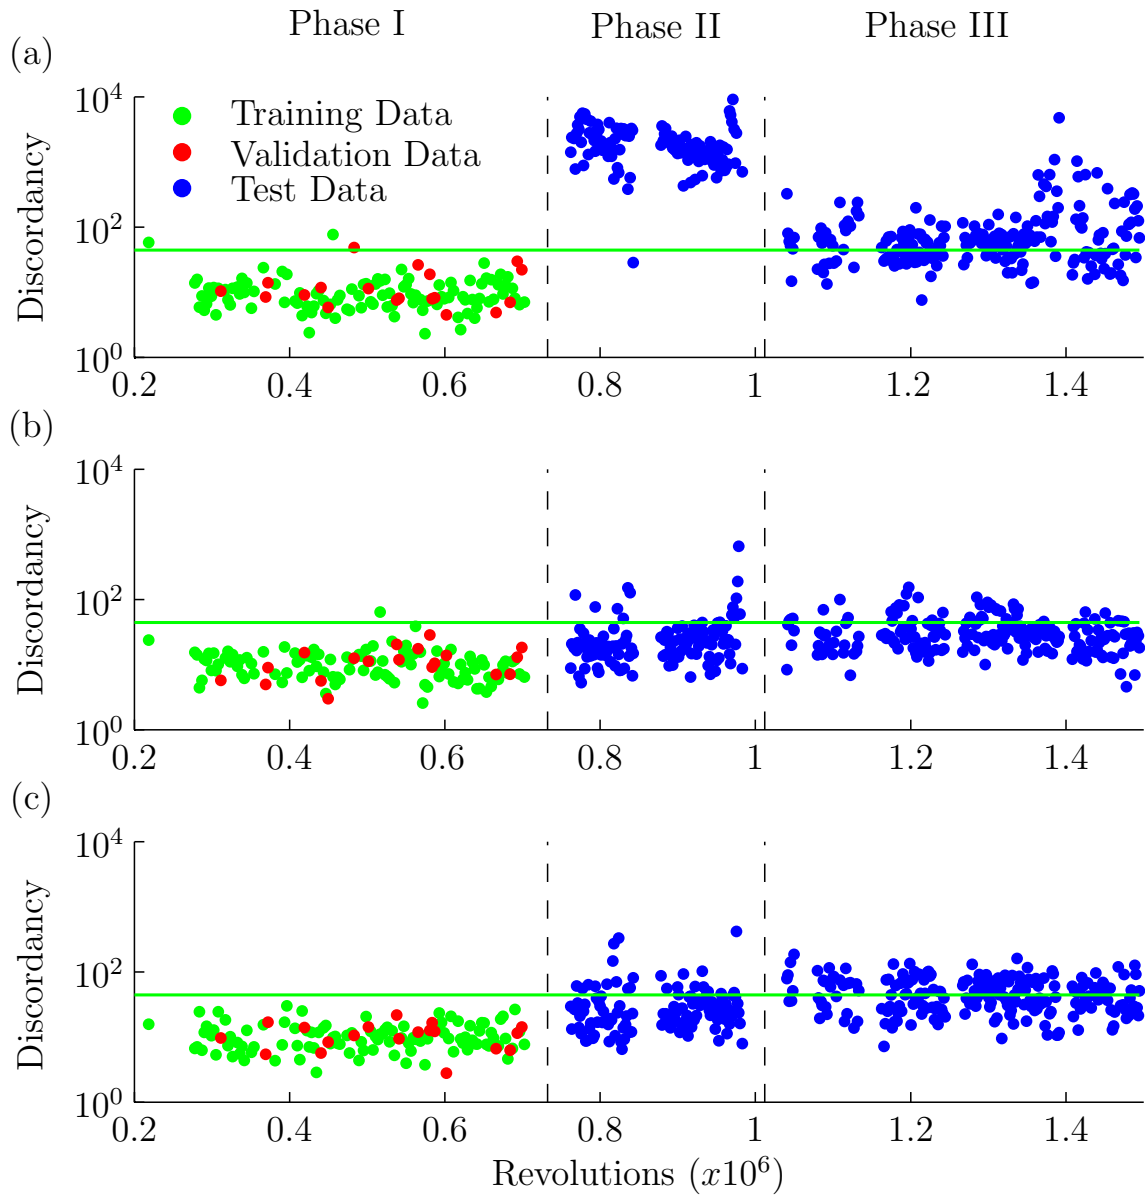 Phase I Phase II Phase III
(a)
10^4
Training Data
Validation Data
Test Data
10^2
Discordancy
10^0
0.2 0.4 0.6 0.8 1 1.2 1.4
(b)
10^4
10^2
Discordancy
10^0
0.2 0.4 0.6 0.8 1 1.2 1.4
(c)
10^4
10^2
Discordancy
10^0
0.2 0.4 0.6 0.8 1 1.2 1.4
Revolutions (x10^6)